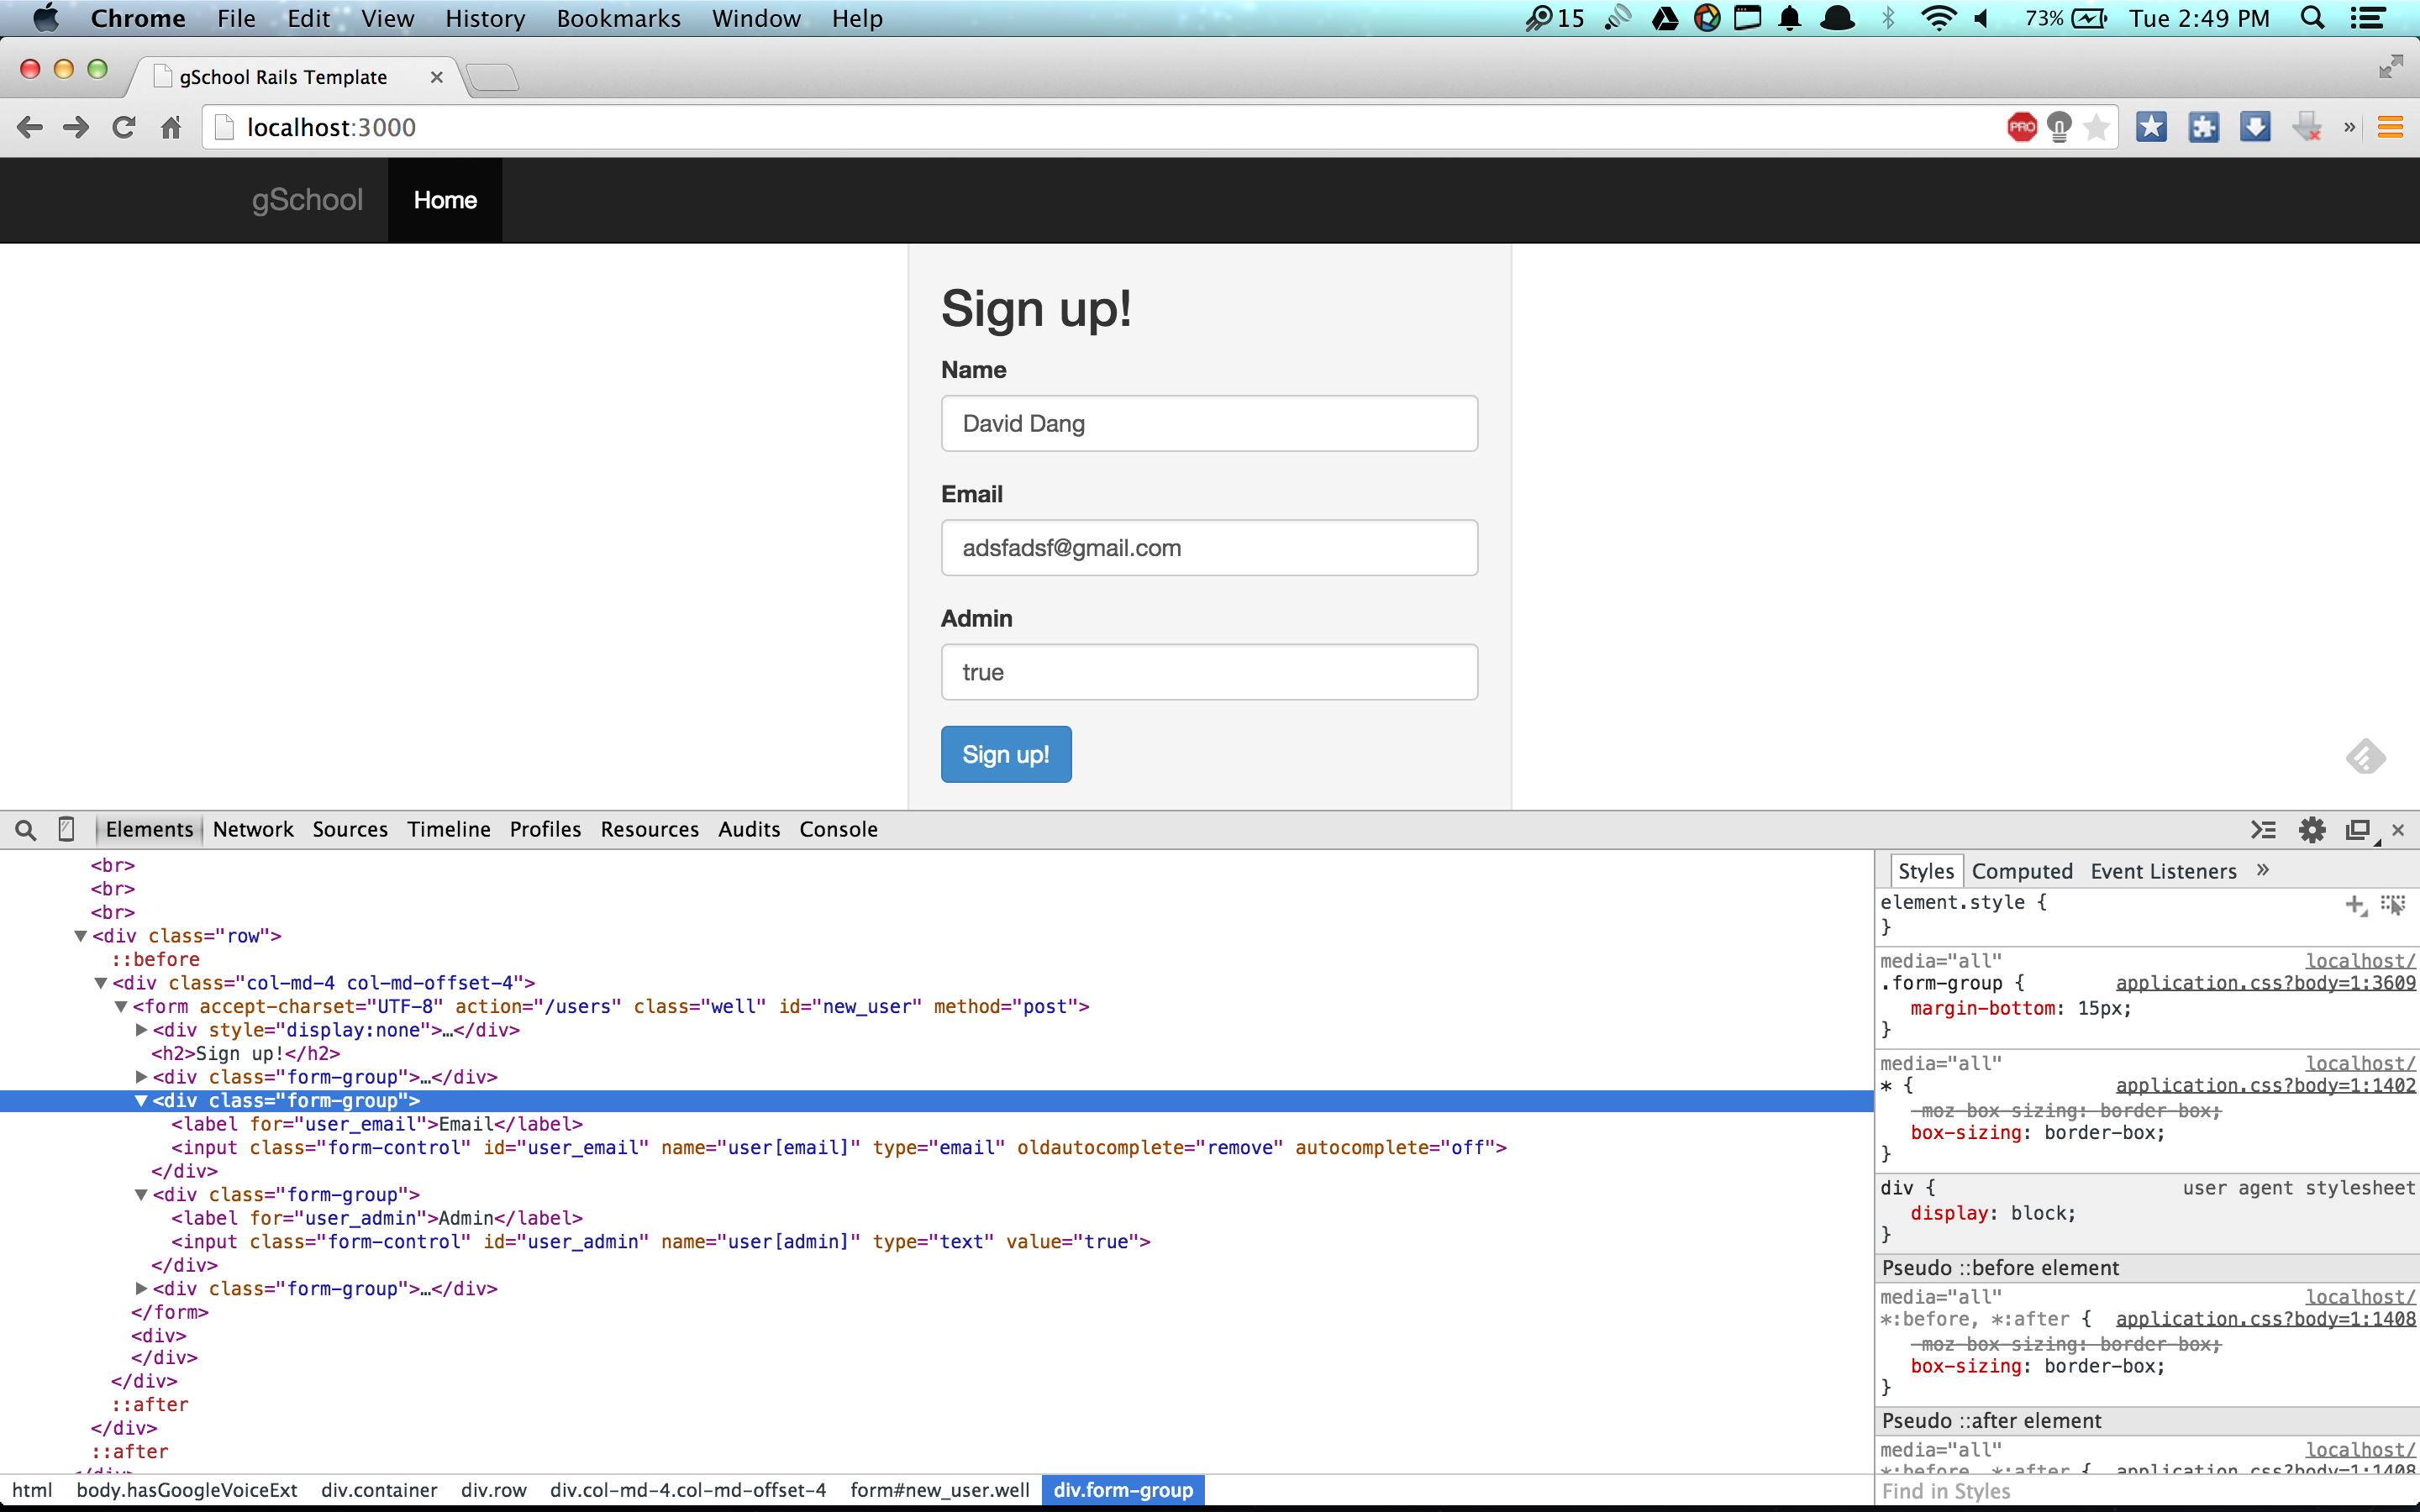 Chrome File Edit View History Bookmarks Window Help 15 73% Tue 2:49 PM
gSchool Rails Template
localhost:3000 PRO
gSchool Home
Sign up!
Name
David Dang
Email
adsfadsf@gmail.com
Admin
true
Sign up!
Elements Network Sources Timeline Profiles Resources Audits Console
<br>
<br>
<br>
<div class="row">
::before
<div class="col-md-4 col-md-offset-4">
<form accept-charset="UTF-8" action="/users" class="well" id="new_user" method="post">
<div style="display:none">…</div>
<h2>Sign up!</h2>
<div class="form-group">…</div>
<div class="form-group">
<label for="user_email">Email</label>
<input class="form-control" id="user_email" name="user[email]" type="email" oldautocomplete="remove" autocomplete="off">
</div>
<div class="form-group">
<label for="user_admin">Admin</label>
<input class="form-control" id="user_admin" name="user[admin]" type="text" value="true">
</div>
<div class="form-group">…</div>
</form>
<div>
</div>
</div>
::after
</div>
::after
</div>
html body.hasGoogleVoiceExt div.container div.row div.col-md-4.col-md-offset-4 form#new_user.well div.form-group
Styles Computed Event Listeners »
element.style {
}
media="all" localhost/
.form-group { application.css?body=1:3609
margin-bottom: 15px;
}
media="all" localhost/
* { application.css?body=1:1402
-moz-box-sizing: border-box;
box-sizing: border-box;
}
div { user agent stylesheet
display: block;
}
Pseudo ::before element
media="all" localhost/
*:before, *:after { application.css?body=1:1408
-moz-box-sizing: border-box;
box-sizing: border-box;
}
Pseudo ::after element
media="all" localhost/
*:before, *:after { application.css?body=1:1408
Find in Styles